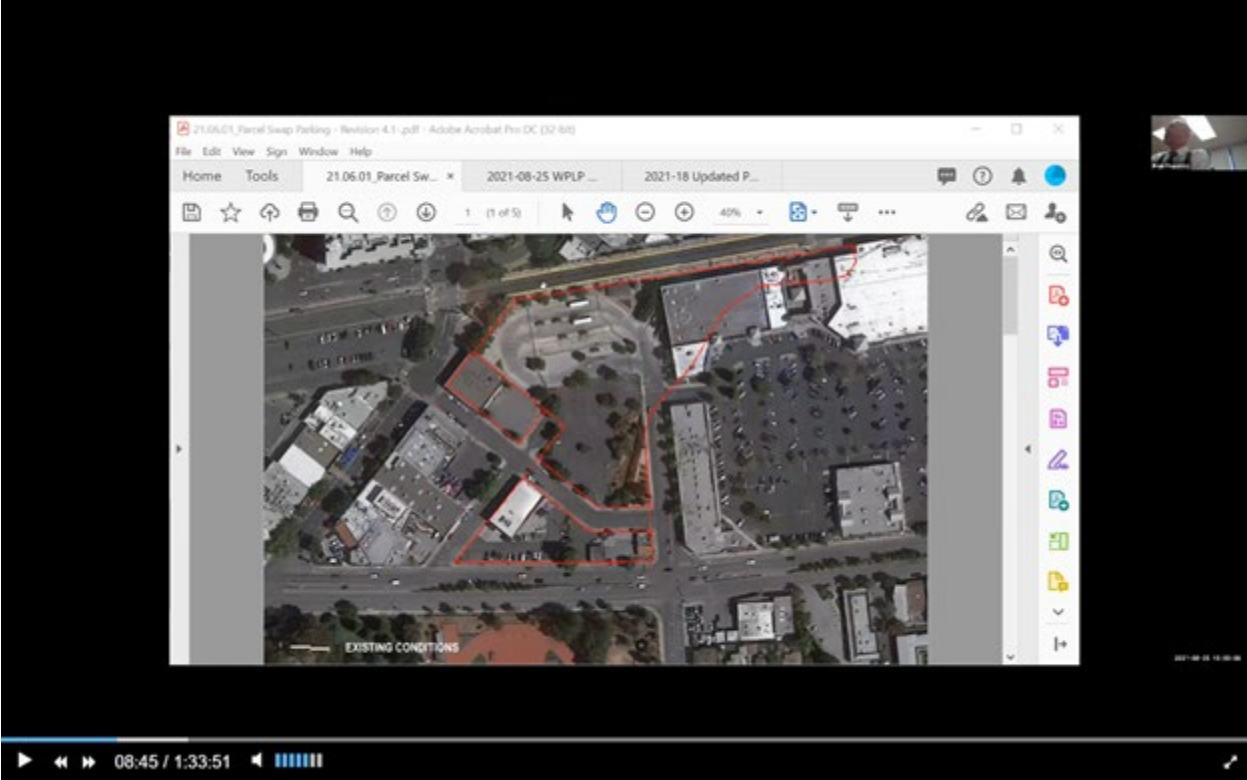 21.06.01_Parcel Swap Parking - Revision 4.1-.pdf - Adobe Acrobat Pro DC (32-bit)
File Edit View Sign Window Help
Home Tools 21.06.01_Parcel Sw... × 2021-08-25 WPLP ... 2021-18 Updated P...
1 (1 of 5) 40%
EXISTING CONDITIONS
08:45 / 1:33:51